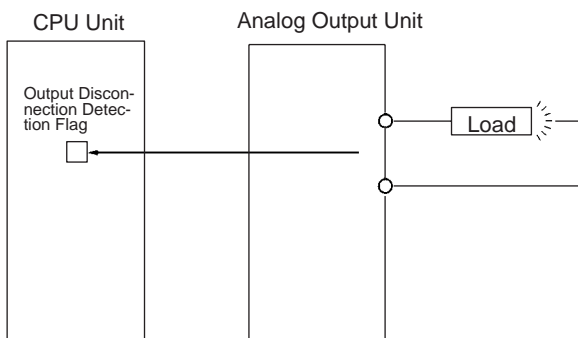 CPU Unit
Analog Output Unit
Output Discon-
nection Detec-
tion Flag
Load